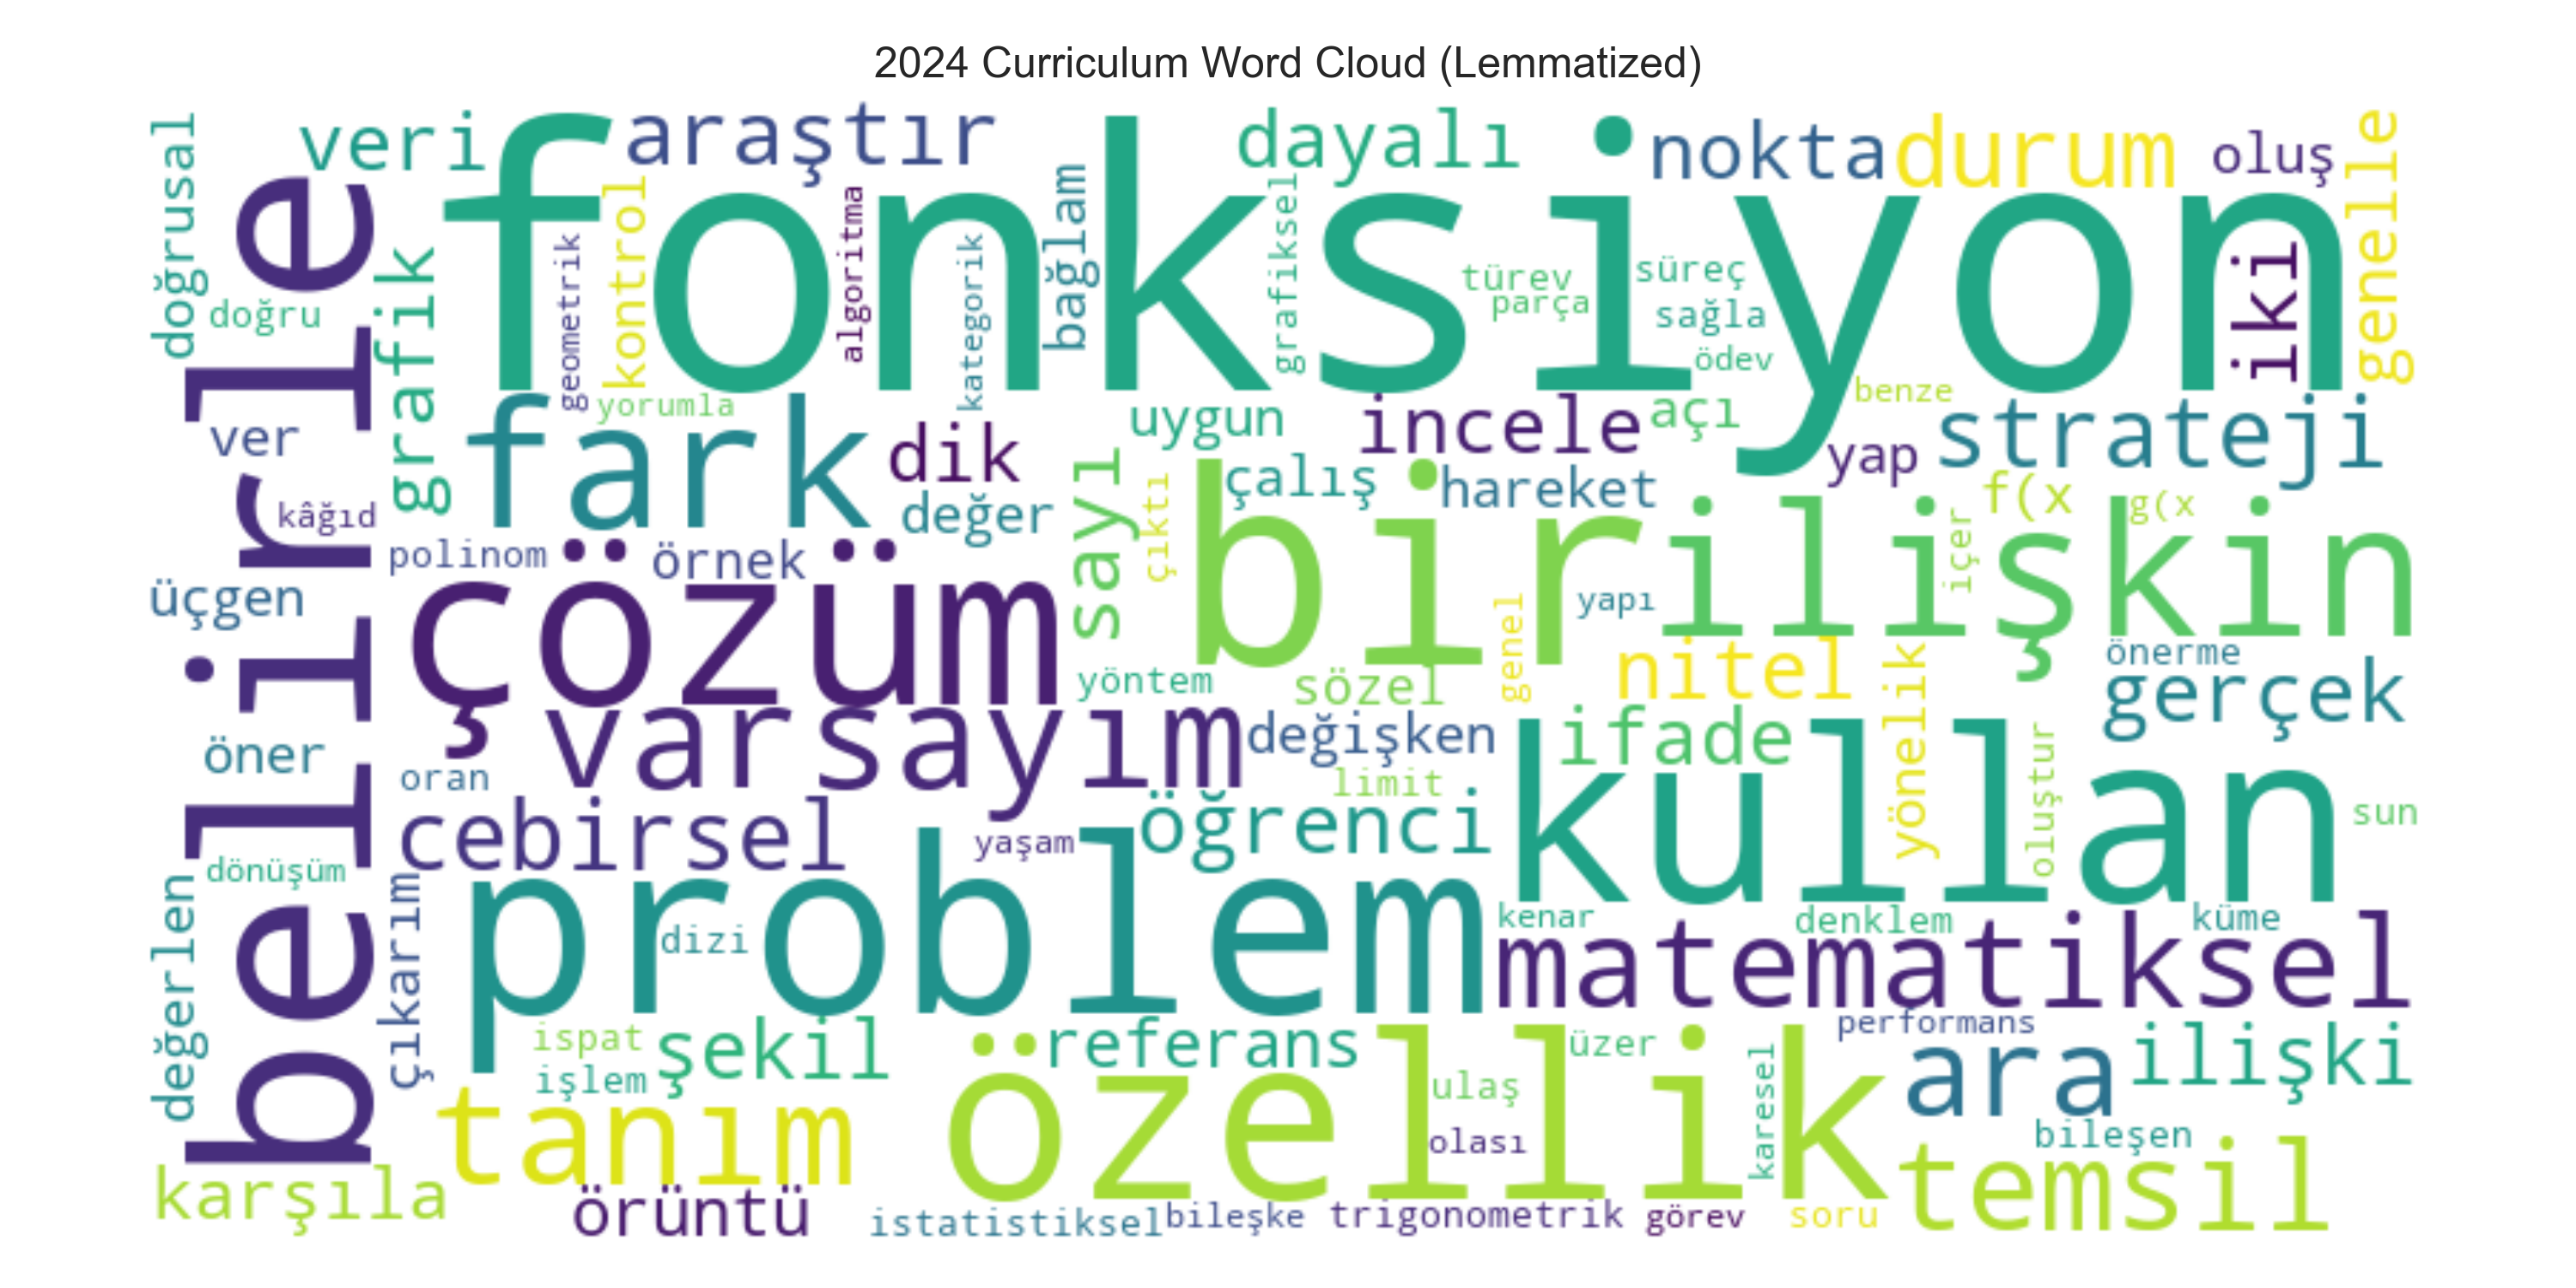 2024 Curriculum Word Cloud (Lemmatized)
doğrusal
veri
fonksiyon
araştır
dayalı
nokta
durum
oluş
genelle
belirle
doğru
grafik
geometrik
kontrol
algoritma
kategorik
bağlam
grafiksel
türev
parça
süreç
sağla
ödev
iki
benze
yorumla
ver
kâğıd
fark
dik
değer
uygun
incele
açı
yap
strateji
çalış
hareket
sayı
çıktı
bir
ilişkin
f(x
g(x
içer
polinom
örnek
üçgen
çözüm
yöntem
sözel
genel
yapı
nitel
yönelik
önerme
gerçek
öner
oran
varsayım
değişken
ifade
limit
kullan
oluştur
sun
cebirsel
yaşam
öğrenci
dönüşüm
değerlen
çıkarım
problem
dizi
kenar
denklem
küme
matematiksel
performans
ispat
işlem
şekil
referans
üzer
karesel
ara
ilişki
tanım
özellik
ulaş
olası
bileşen
temsil
karşıla
örüntü
istatistiksel
bileşke
trigonometrik
görev
soru